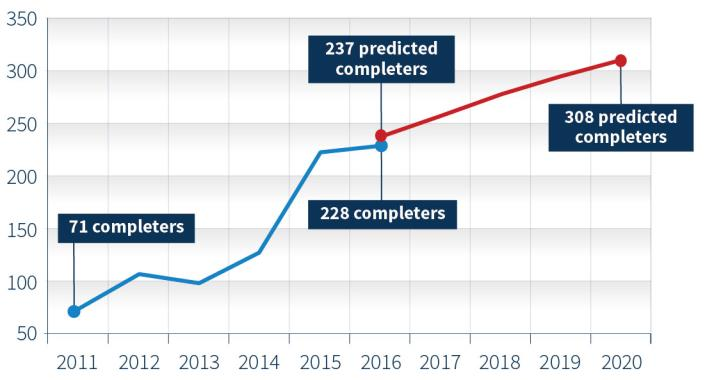 350
300
250
200
150
100
50
237 predicted
completers
308 predicted
completers
228 completers
71 completers
2011 2012 2013 2014 2015 2016 2017 2018 2019 2020